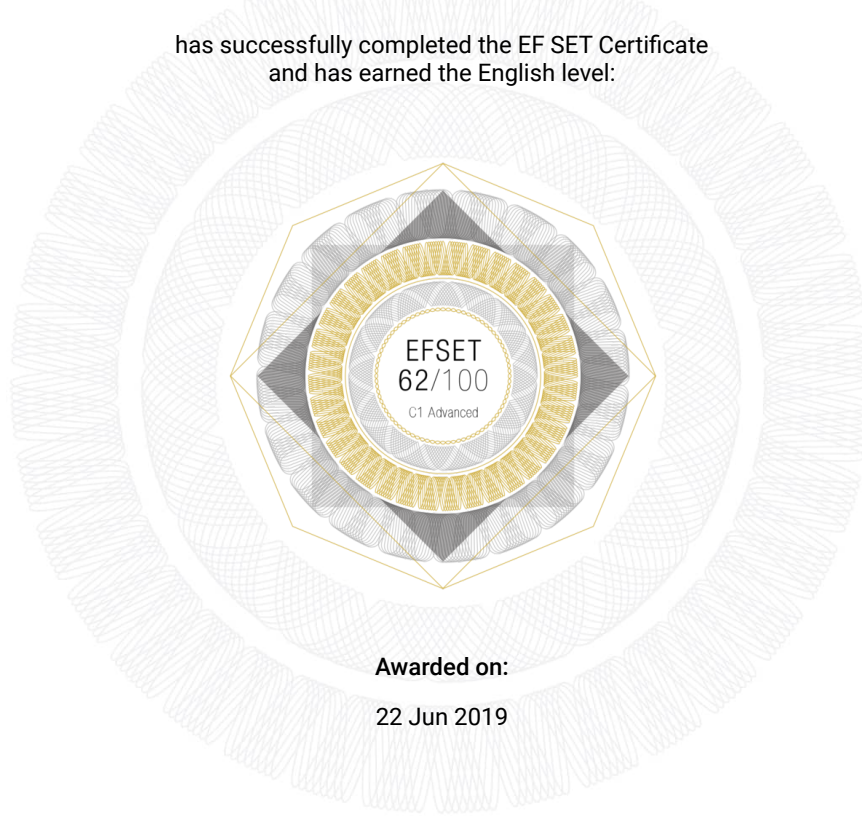 has successfully completed the EF SET Certificate
and has earned the English level:
EFSET
62/100
C1 Advanced
Awarded on:
22 Jun 2019